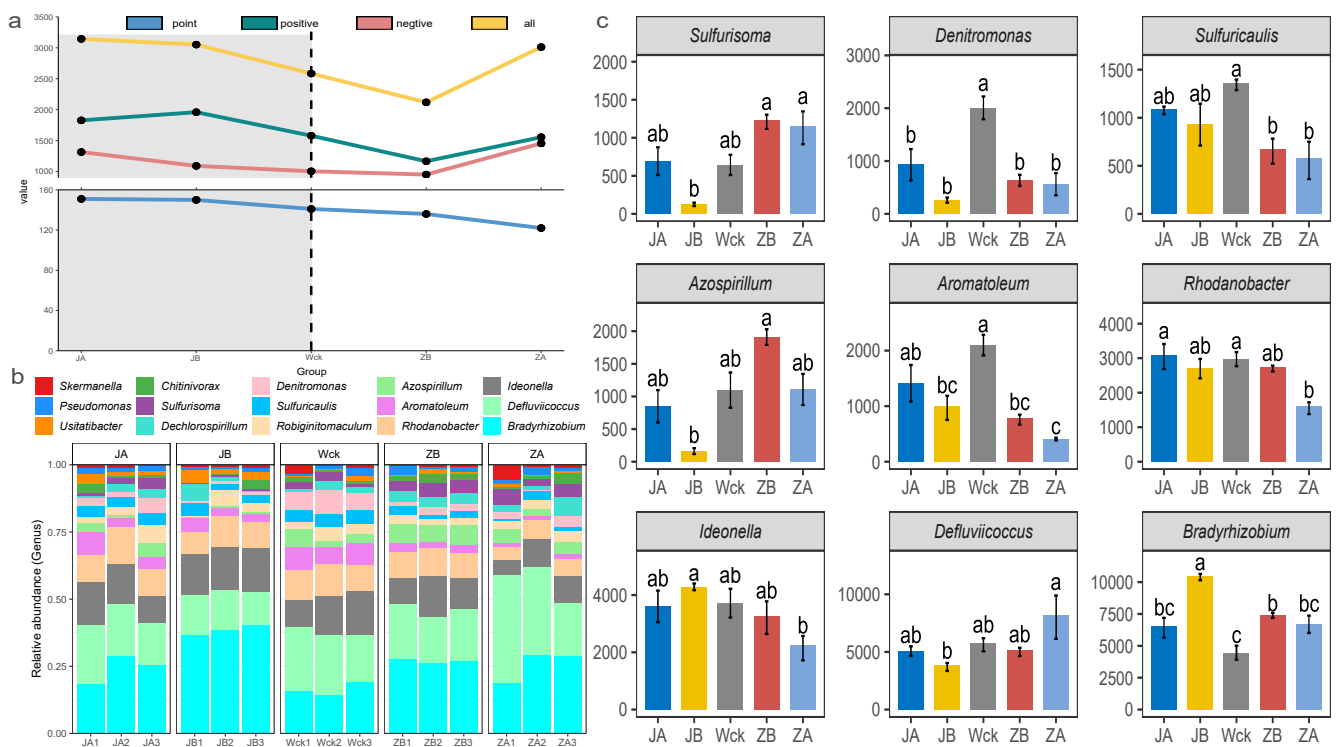 a
point positive negtive all
3500
3000
2500
2000
1500
1000
value
160
120
80
40
0
JA JB Wck ZB ZA
Group
b
Skermanella Chitinivorax Denitromonas Azospirillum Ideonella
Pseudomonas Sulfurisoma Sulfuricaulis Aromatoleum Defluviicoccus
Usitatibacter Dechlorospirillum Robiginitomaculum Rhodanobacter Bradyrhizobium
JA JB Wck ZB ZA
Relative abundance (Genus)
1.00
0.75
0.50
0.25
0.00
JA1 JA2 JA3 JB1 JB2 JB3 Wck1 Wck2 Wck3 ZB1 ZB2 ZB3 ZA1 ZA2 ZA3
c
Sulfurisoma
2000
1500
1000
500
0
ab b ab a a
JA JB Wck ZB ZA
Denitromonas
3000
2000
1000
0
b b a b b
JA JB Wck ZB ZA
Sulfuricaulis
1500
1000
500
0
ab ab a b b
JA JB Wck ZB ZA
Azospirillum
2000
1500
1000
500
0
ab b ab a ab
JA JB Wck ZB ZA
Aromatoleum
2000
1000
0
ab bc a bc c
JA JB Wck ZB ZA
Rhodanobacter
4000
3000
2000
1000
0
a ab a ab b
JA JB Wck ZB ZA
Ideonella
4000
2000
0
ab a ab ab b
JA JB Wck ZB ZA
Defluviicoccus
10000
5000
0
ab b ab ab a
JA JB Wck ZB ZA
Bradyrhizobium
10000
7500
5000
2500
0
bc a c b bc
JA JB Wck ZB ZA